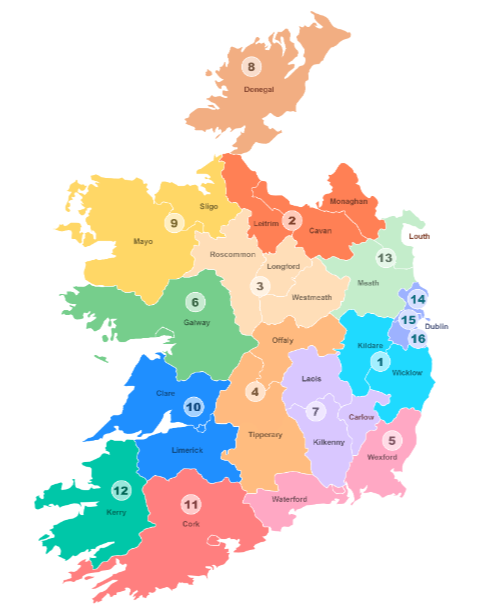 8
Donegal
Monaghan
Sligo
Leitrim
2
Cavan
9
Louth
Mayo
Roscommon
13
Longford
Meath
3
Westmeath
6
14
Galway
15
Dublin
16
Offaly
Kildare
1
Wicklow
Laois
Clare
4
10
7
Carlow
Tipperary
Kilkenny
5
Limerick
Wexford
12
Waterford
11
Kerry
Cork